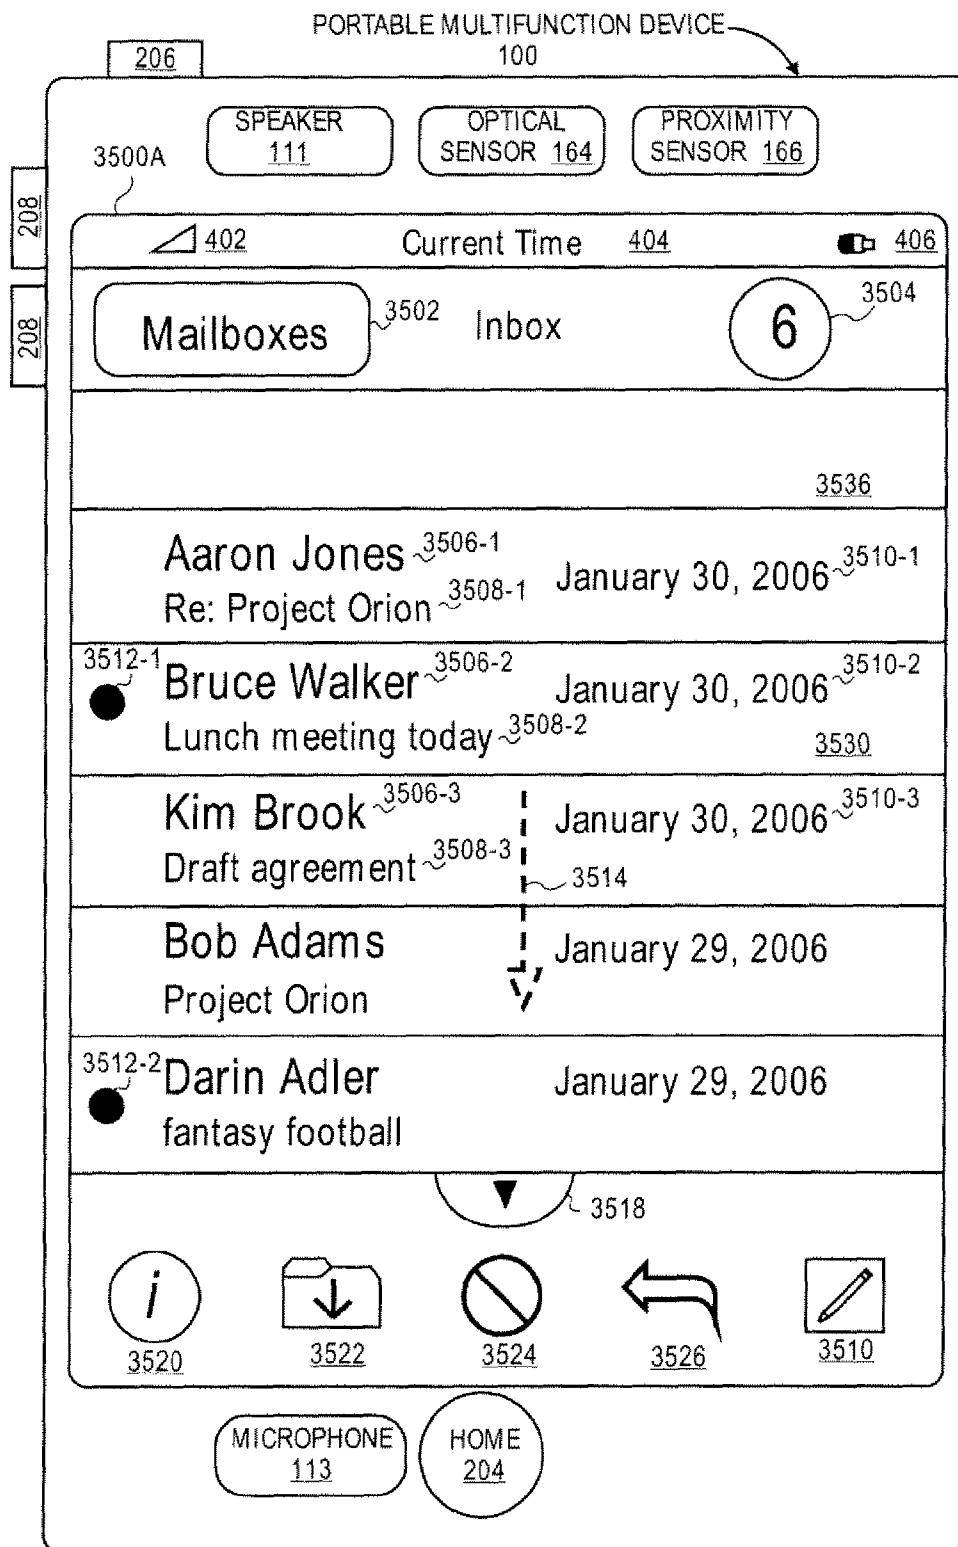 PORTABLE MULTIFUNCTION DEVICE
100
206
SPEAKER
111
OPTICAL
SENSOR 164
PROXIMITY
SENSOR 166
3500A
208
208
402
Current Time 404
406
Mailboxes 3502
Inbox
6
3504
3536
Aaron Jones 3506-1
Re: Project Orion 3508-1
January 30, 2006 3510-1
3512-1
Bruce Walker 3506-2
Lunch meeting today 3508-2
January 30, 2006 3510-2
3530
Kim Brook 3506-3
Draft agreement 3508-3
January 30, 2006 3510-3
3514
Bob Adams
Project Orion
January 29, 2006
3512-2
Darin Adler
fantasy football
January 29, 2006
3518
i
3520
3522
3524
3526
3510
MICROPHONE
113
HOME
204